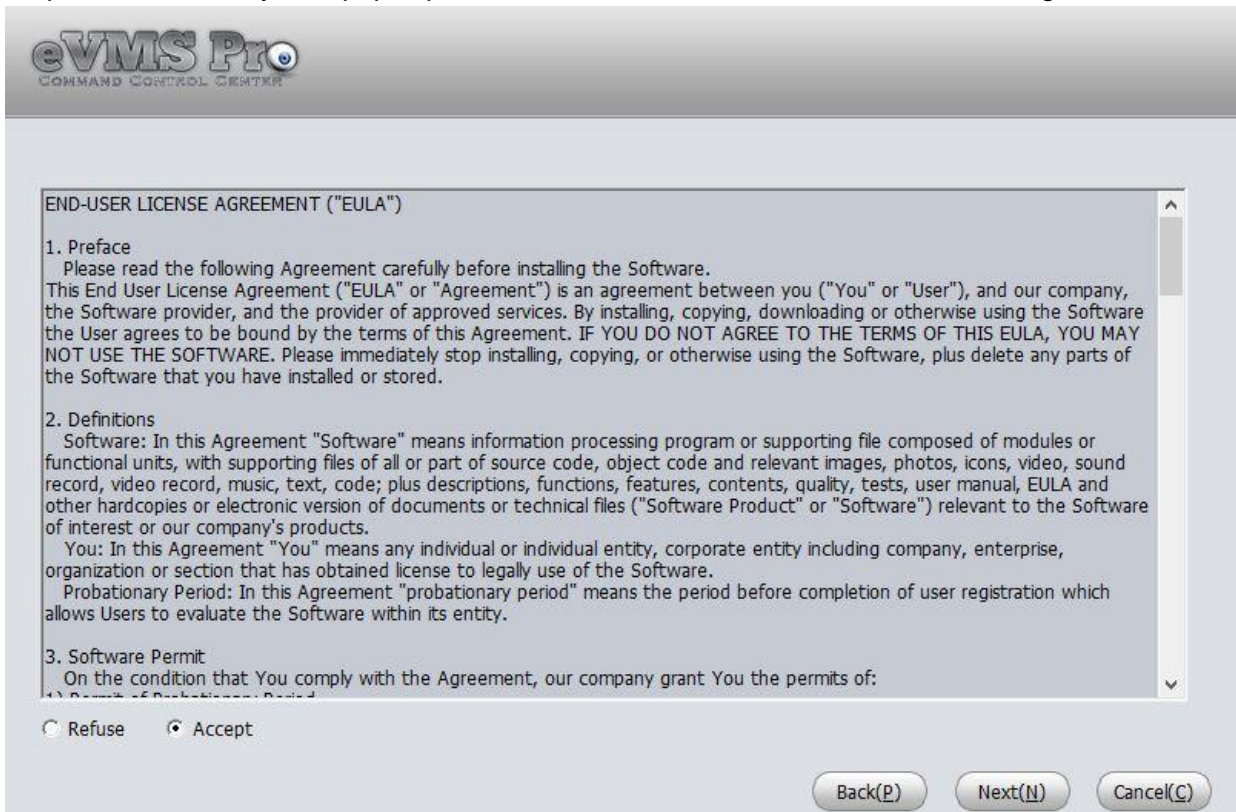 eVMS Pro
COMMAND CONTROL CENTER
END-USER LICENSE AGREEMENT ("EULA")
1. Preface
Please read the following Agreement carefully before installing the Software.
This End User License Agreement ("EULA" or "Agreement") is an agreement between you ("You" or "User"), and our company,
the Software provider, and the provider of approved services. By installing, copying, downloading or otherwise using the Software
the User agrees to be bound by the terms of this Agreement. IF YOU DO NOT AGREE TO THE TERMS OF THIS EULA, YOU MAY
NOT USE THE SOFTWARE. Please immediately stop installing, copying, or otherwise using the Software, plus delete any parts of
the Software that you have installed or stored.
2. Definitions
Software: In this Agreement "Software" means information processing program or supporting file composed of modules or
functional units, with supporting files of all or part of source code, object code and relevant images, photos, icons, video, sound
record, video record, music, text, code; plus descriptions, functions, features, contents, quality, tests, user manual, EULA and
other hardcopies or electronic version of documents or technical files ("Software Product" or "Software") relevant to the Software
of interest or our company's products.
You: In this Agreement "You" means any individual or individual entity, corporate entity including company, enterprise,
organization or section that has obtained license to legally use of the Software.
Probationary Period: In this Agreement "probationary period" means the period before completion of user registration which
allows Users to evaluate the Software within its entity.
3. Software Permit
On the condition that You comply with the Agreement, our company grant You the permits of:
1) Permit of Probationary Period
Refuse Accept
Back(P) Next(N) Cancel(C)